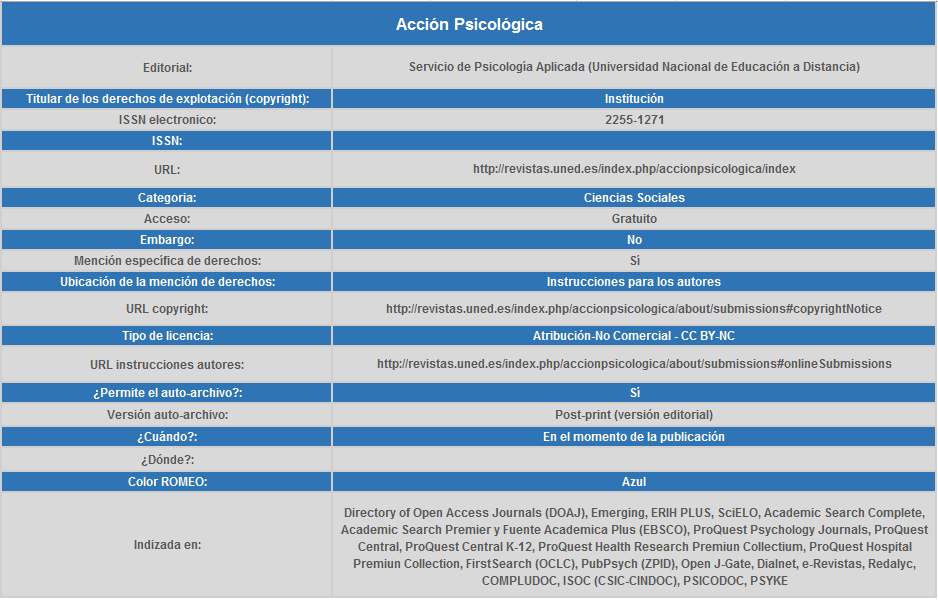 Acción Psicológica
Editorial: Servicio de Psicología Aplicada (Universidad Nacional de Educación a Distancia)
Titular de los derechos de explotación (copyright): Institución
ISSN electronico: 2255-1271
ISSN:
URL: http://revistas.uned.es/index.php/accionpsicologica/index
Categoria: Ciencias Sociales
Acceso: Gratuito
Embargo: No
Mención específica de derechos: Sí
Ubicación de la mención de derechos: Instrucciones para los autores
URL copyright: http://revistas.uned.es/index.php/accionpsicologica/about/submissions#copyrightNotice
Tipo de licencia: Atribución-No Comercial - CC BY-NC
URL instrucciones autores: http://revistas.uned.es/index.php/accionpsicologica/about/submissions#onlineSubmissions
¿Permite el auto-archivo?: Sí
Versión auto-archivo: Post-print (versión editorial)
¿Cuándo?: En el momento de la publicación
¿Dónde?:
Color ROMEO: Azul
Indizada en:
Directory of Open Access Journals (DOAJ), Emerging, ERIH PLUS, SciELO, Academic Search Complete,
Academic Search Premier y Fuente Academica Plus (EBSCO), ProQuest Psychology Journals, ProQuest
Central, ProQuest Central K-12, ProQuest Health Research Premiun Collectium, ProQuest Hospital
Premiun Collection, FirstSearch (OCLC), PubPsych (ZPID), Open J-Gate, Dialnet, e-Revistas, Redalyc,
COMPLUDOC, ISOC (CSIC-CINDOC), PSICODOC, PSYKE